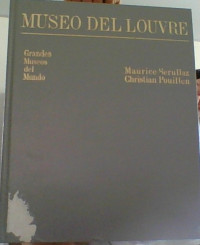 MUSEO DEL LOUVRE
Grandes
Museos
del
Mundo
Maurice Serullaz
Christian Pouillon